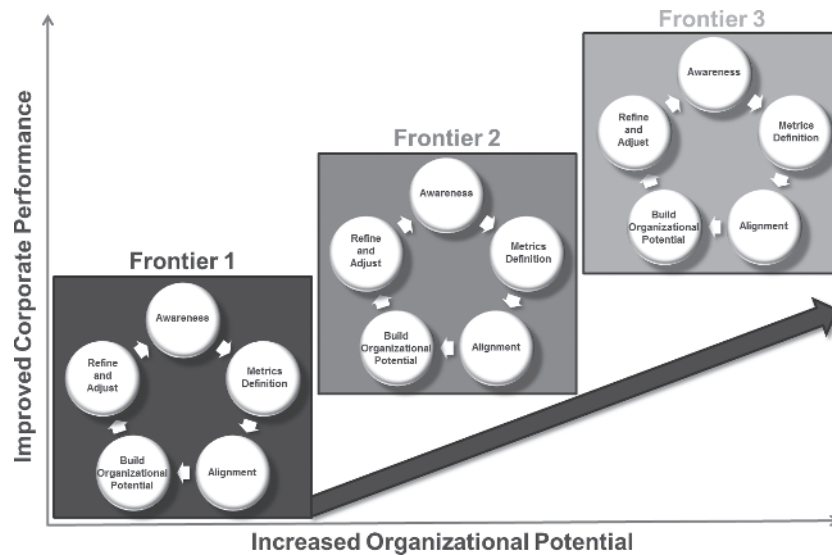 Frontier 3
Awareness
Metrice
Definition
Alignment
Build
Organizational
Potential
Refine
and
Adjust
Frontier 2
Awareness
Metrics
Definition
Alignment
Build
Organizational
Potential
Refine
and
Adjust
Frontier 1
Awareness
Metrics
Definition
Alignment
Build
Organizational
Potential
Refine
and
Adjust
Improved Corporate Performance
Increased Organizational Potential